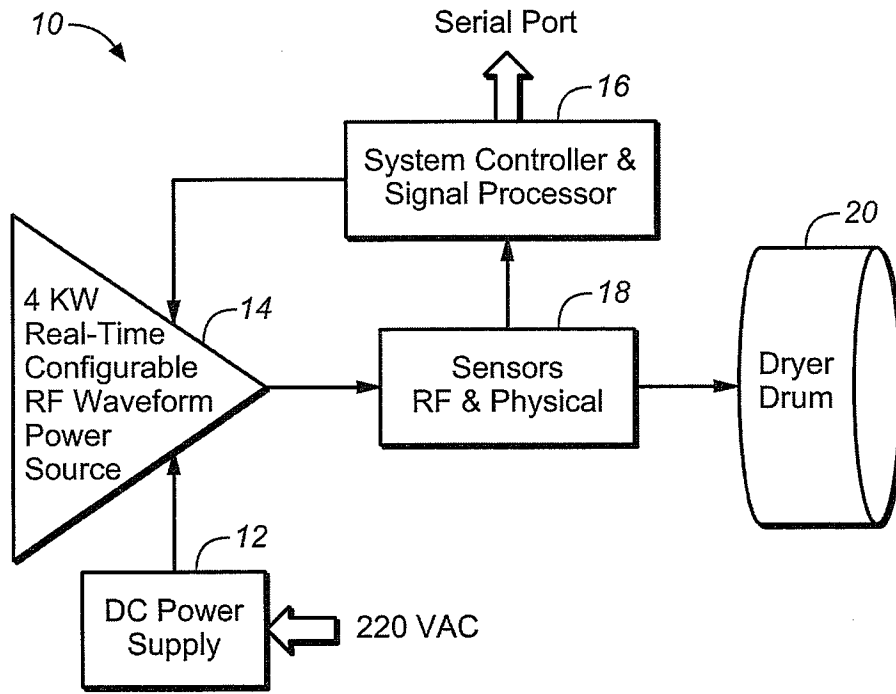 10
Serial Port
16
System Controller &
Signal Processor
20
4 KW
Real-Time
Configurable
RF Waveform
Power
Source
14
18
Sensors
RF & Physical
Dryer
Drum
12
DC Power
Supply
220 VAC